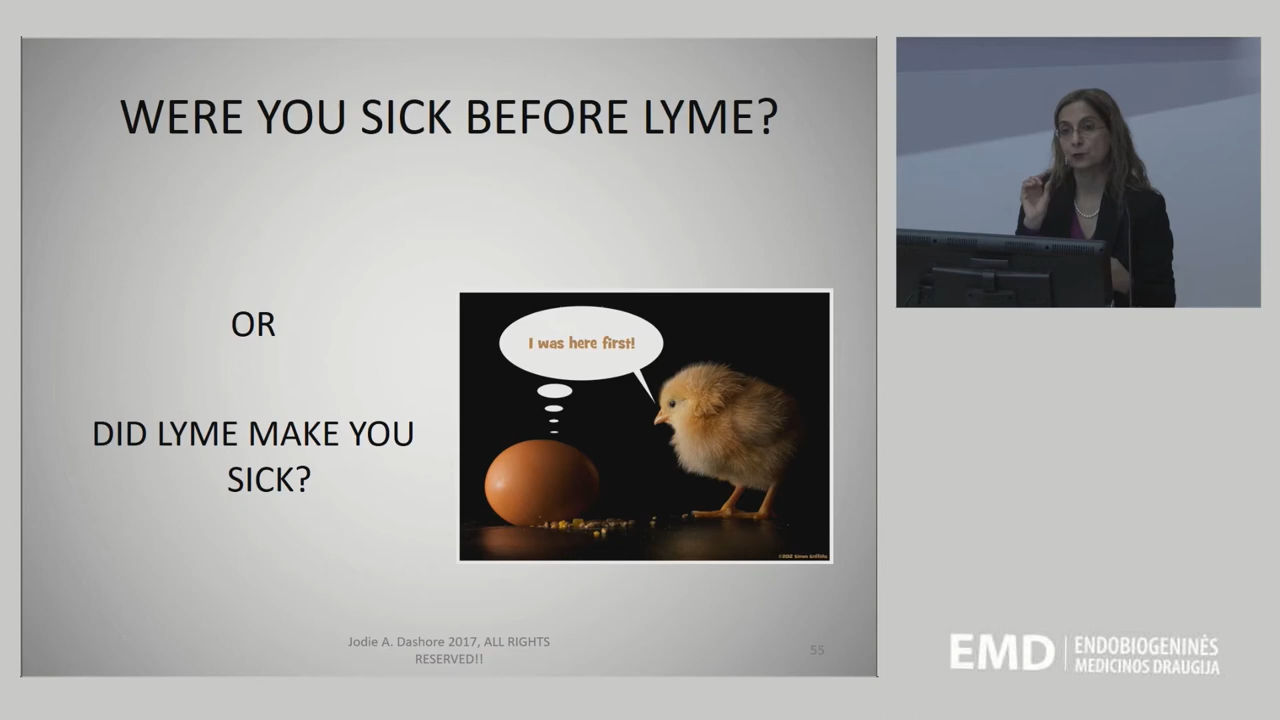 WERE YOU SICK BEFORE LYME?
OR
DID LYME MAKE YOU
SICK?
I was here first!
Jodie A. Dashore 2017, ALL RIGHTS
RESERVED!!
55
EMD
ENDOBIOGENINĖS
MEDICINOS DRAUGIJA